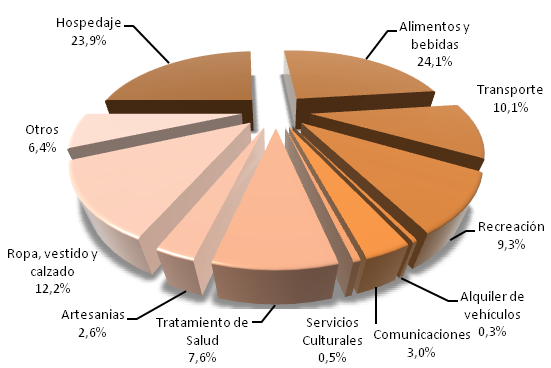 Hospedaje
23,9%
Alimentos y
bebidas
24,1%
Transporte
10,1%
Recreación
9,3%
Alquiler de
vehículos
0,3%
Comunicaciones
3,0%
Servicios
Culturales
0,5%
Tratamiento de
Salud
7,6%
Artesanias
2,6%
Ropa, vestido y
calzado
12,2%
Otros
6,4%